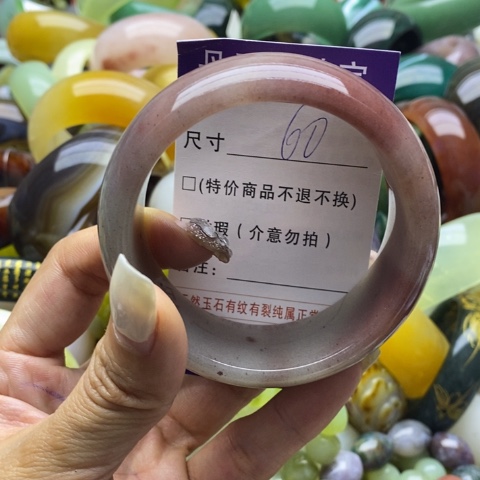 尺寸 60
□(特价商品不退不换)
瑕(介意勿拍)
注:
然玉石有纹有裂纯属正